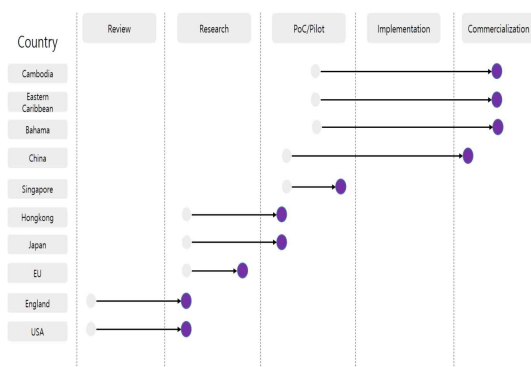 Country
Review
Research
PoC/Pilot
Implementation
Commercialization
Cambodia
Eastern
Caribbean
Bahama
China
Singapore
Hongkong
Japan
EU
England
USA